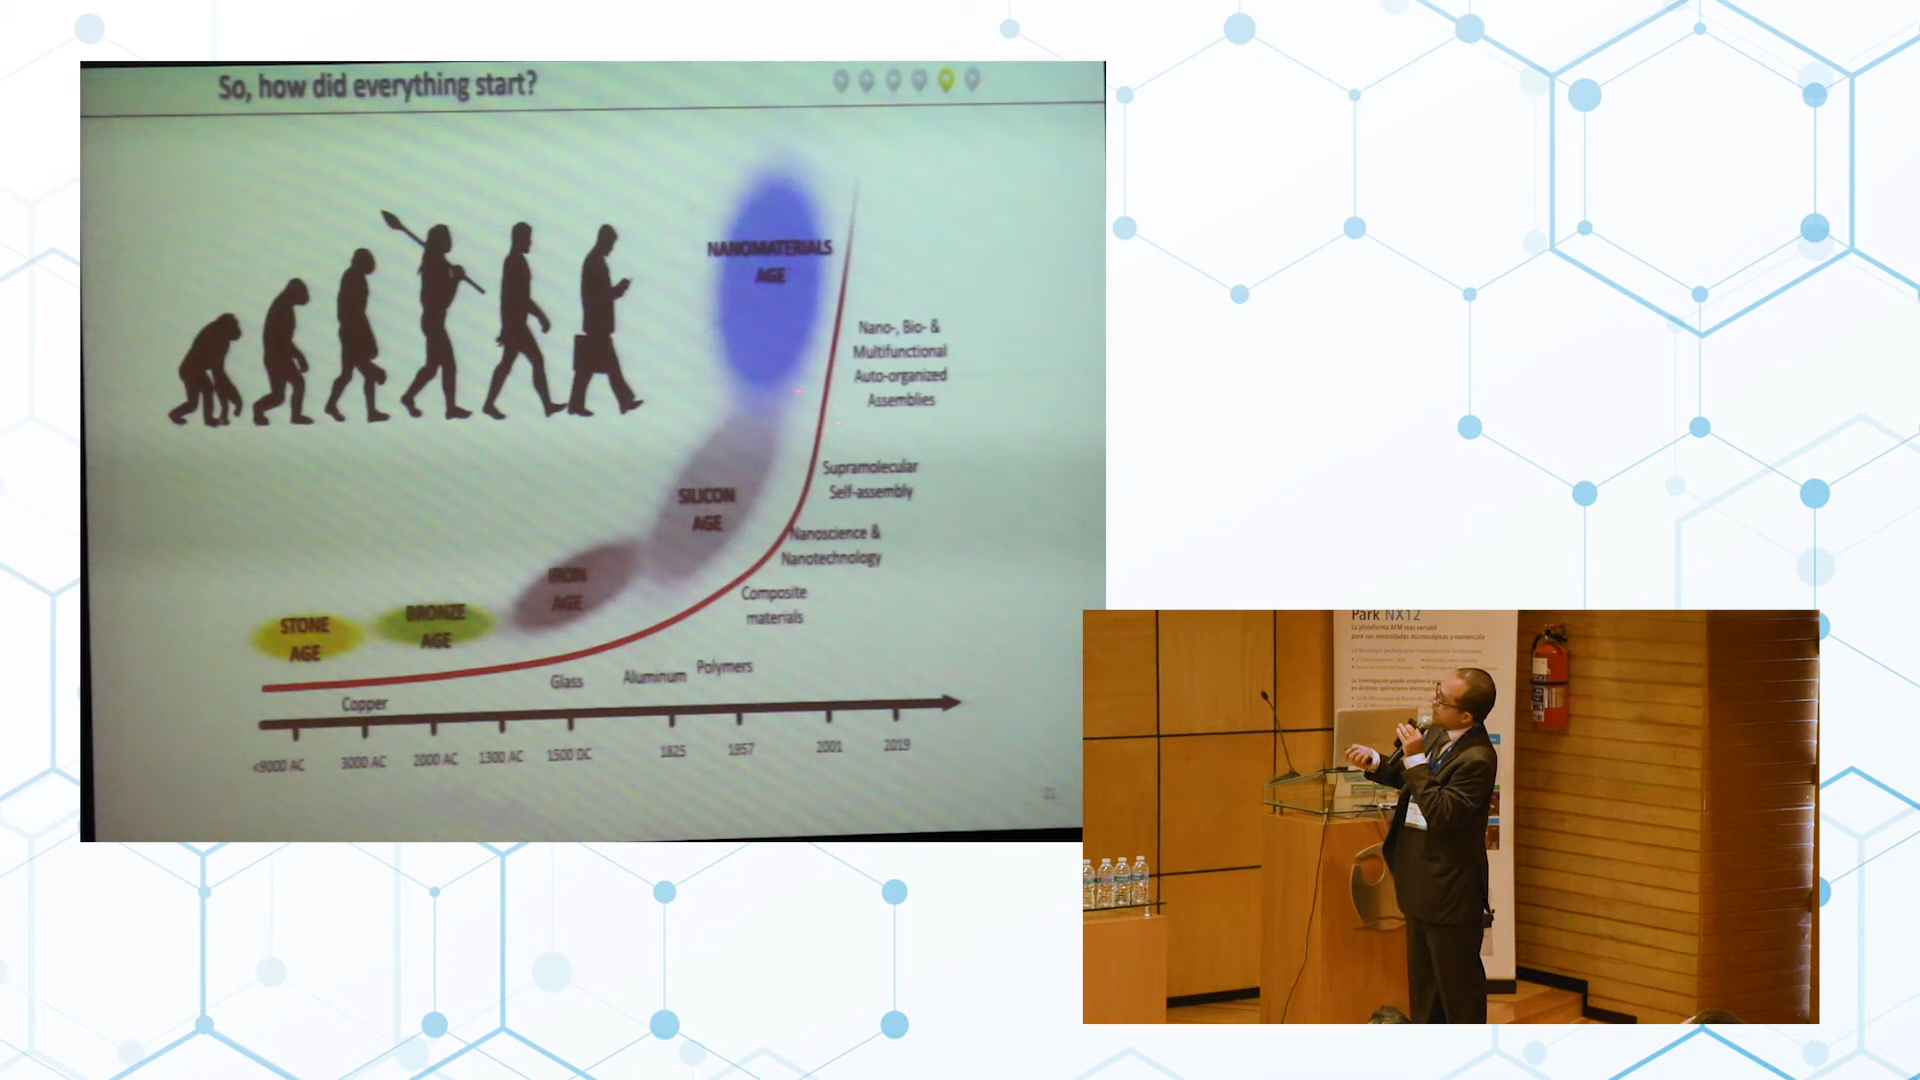 So, how did everything start?
NANOMATERIALS
AGE
Nano-, Bio- &
Multifunctional
Auto-organized
Assemblies
Supramolecular
Self-assembly
SILICON
AGE
Nanoscience &
Nanotechnology
IRON
AGE
Composite
materials
STONE
AGE
BRONZE
AGE
Glass
Aluminum
Polymers
Copper
<9000 AC
3000 AC
2000 AC
1300 AC
1500 DC
1825
1957
2001
2019
21
Park NX12
La plataforma AFM más versátil
para sus necesidades microscópicas a nanoescala